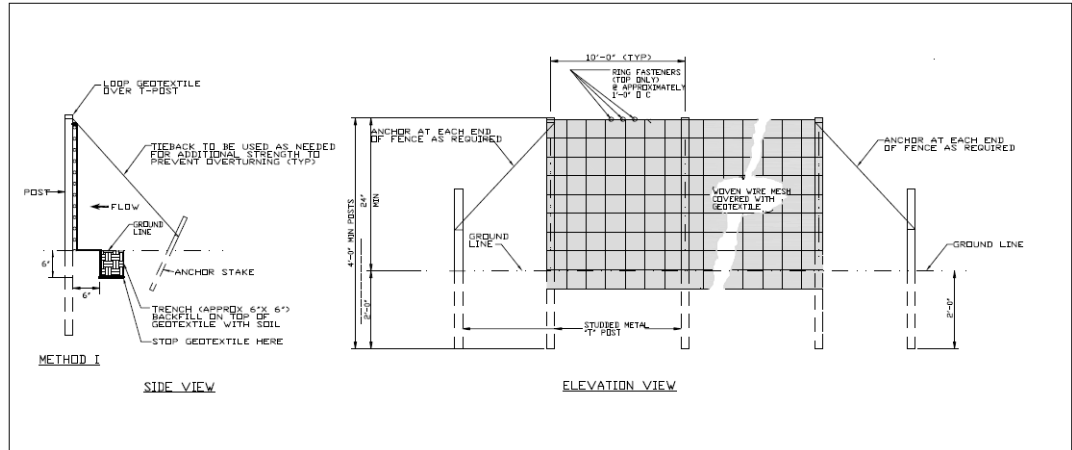 LOOP GEOTEXTILE
OVER T-POST
TIEBACK TO BE USED AS NEEDED
FOR ADDITIONAL STRENGTH TO
PREVENT OVERTURNING (TYP)
POST
FLOW
GROUND
LINE
6"
6"
ANCHOR STAKE
TRENCH (APPROX 6"X 6")
BACKFILL ON TOP OF
GEOTEXTILE WITH SOIL
STOP GEOTEXTILE HERE
METHOD I
SIDE VIEW
10'-0" (TYP)
RING FASTENERS
(TOP ONLY)
@ APPROXIMATELY
1'-0" O C
ANCHOR AT EACH END
OF FENCE AS REQUIRED
ANCHOR AT EACH END
OF FENCE AS REQUIRED
4'-0" MIN POSTS
24"
MIN
2'-0"
WOVEN WIRE MESH
COVERED WITH
GEOTEXTILE
GROUND
LINE
GROUND LINE
2'-0"
STUDDED METAL
"T" POST
ELEVATION VIEW